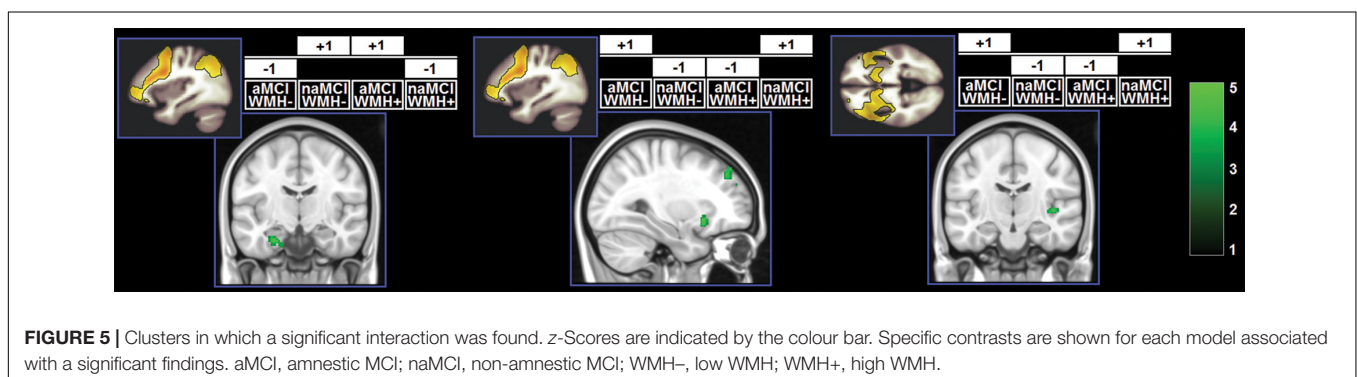 +1 +1
-1 -1
aMCI WMH- naMCI WMH- aMCI WMH+ naMCI WMH+
+1 +1
-1 -1
aMCI WMH- naMCI WMH- aMCI WMH+ naMCI WMH+
+1 +1
-1 -1
aMCI WMH- naMCI WMH- aMCI WMH+ naMCI WMH+
5
4
3
2
1
FIGURE 5 | Clusters in which a significant interaction was found. z-Scores are indicated by the colour bar. Specific contrasts are shown for each model associated
with a significant findings. aMCI, amnestic MCI; naMCI, non-amnestic MCI; WMH–, low WMH; WMH+, high WMH.